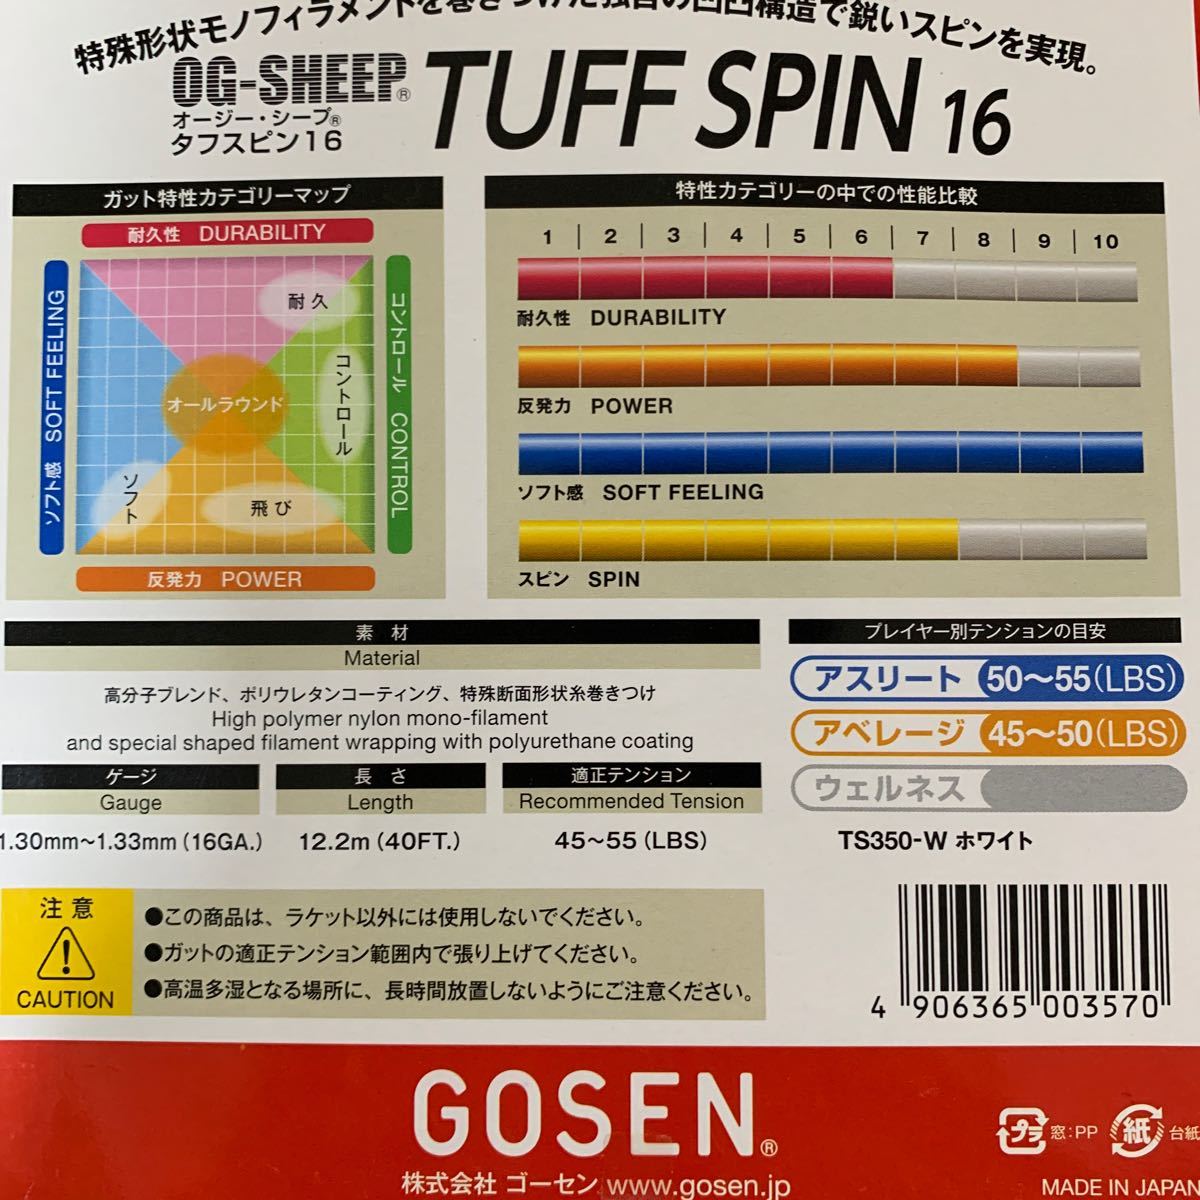 特殊形状モノフィラメントを巻きつけた独自の凹凸構造で鋭いスピンを実現。
OG-SHEEP® TUFF SPIN 16
オージー・シープ®
タフスピン16
ガット特性カテゴリーマップ
耐久性 DURABILITY
ソフト感 SOFT FEELING
コントロール CONTROL
耐久
コントロール
オールラウンド
ソフト
飛び
反発力 POWER
特性カテゴリーの中での性能比較
1 2 3 4 5 6 7 8 9 10
耐久性 DURABILITY
反発力 POWER
ソフト感 SOFT FEELING
スピン SPIN
素材
Material
高分子ブレンド、ポリウレタンコーティング、特殊断面形状糸巻きつけ
High polymer nylon mono-filament
and special shaped filament wrapping with polyurethane coating
ゲージ
Gauge
1.30mm～1.33mm (16GA.)
長さ
Length
12.2m (40FT.)
適正テンション
Recommended Tension
45～55 (LBS)
プレイヤー別テンションの目安
アスリート 50～55(LBS)
アベレージ 45～50(LBS)
ウェルネス
TS350-W ホワイト
注意
CAUTION
●この商品は、ラケット以外には使用しないでください。
●ガットの適正テンション範囲内で張り上げてください。
●高温多湿となる場所に、長時間放置しないようにご注意ください。
4 906365 003570
GOSEN®
株式会社 ゴーセン www.gosen.jp
プラ 窓:PP 紙 台紙
MADE IN JAPAN